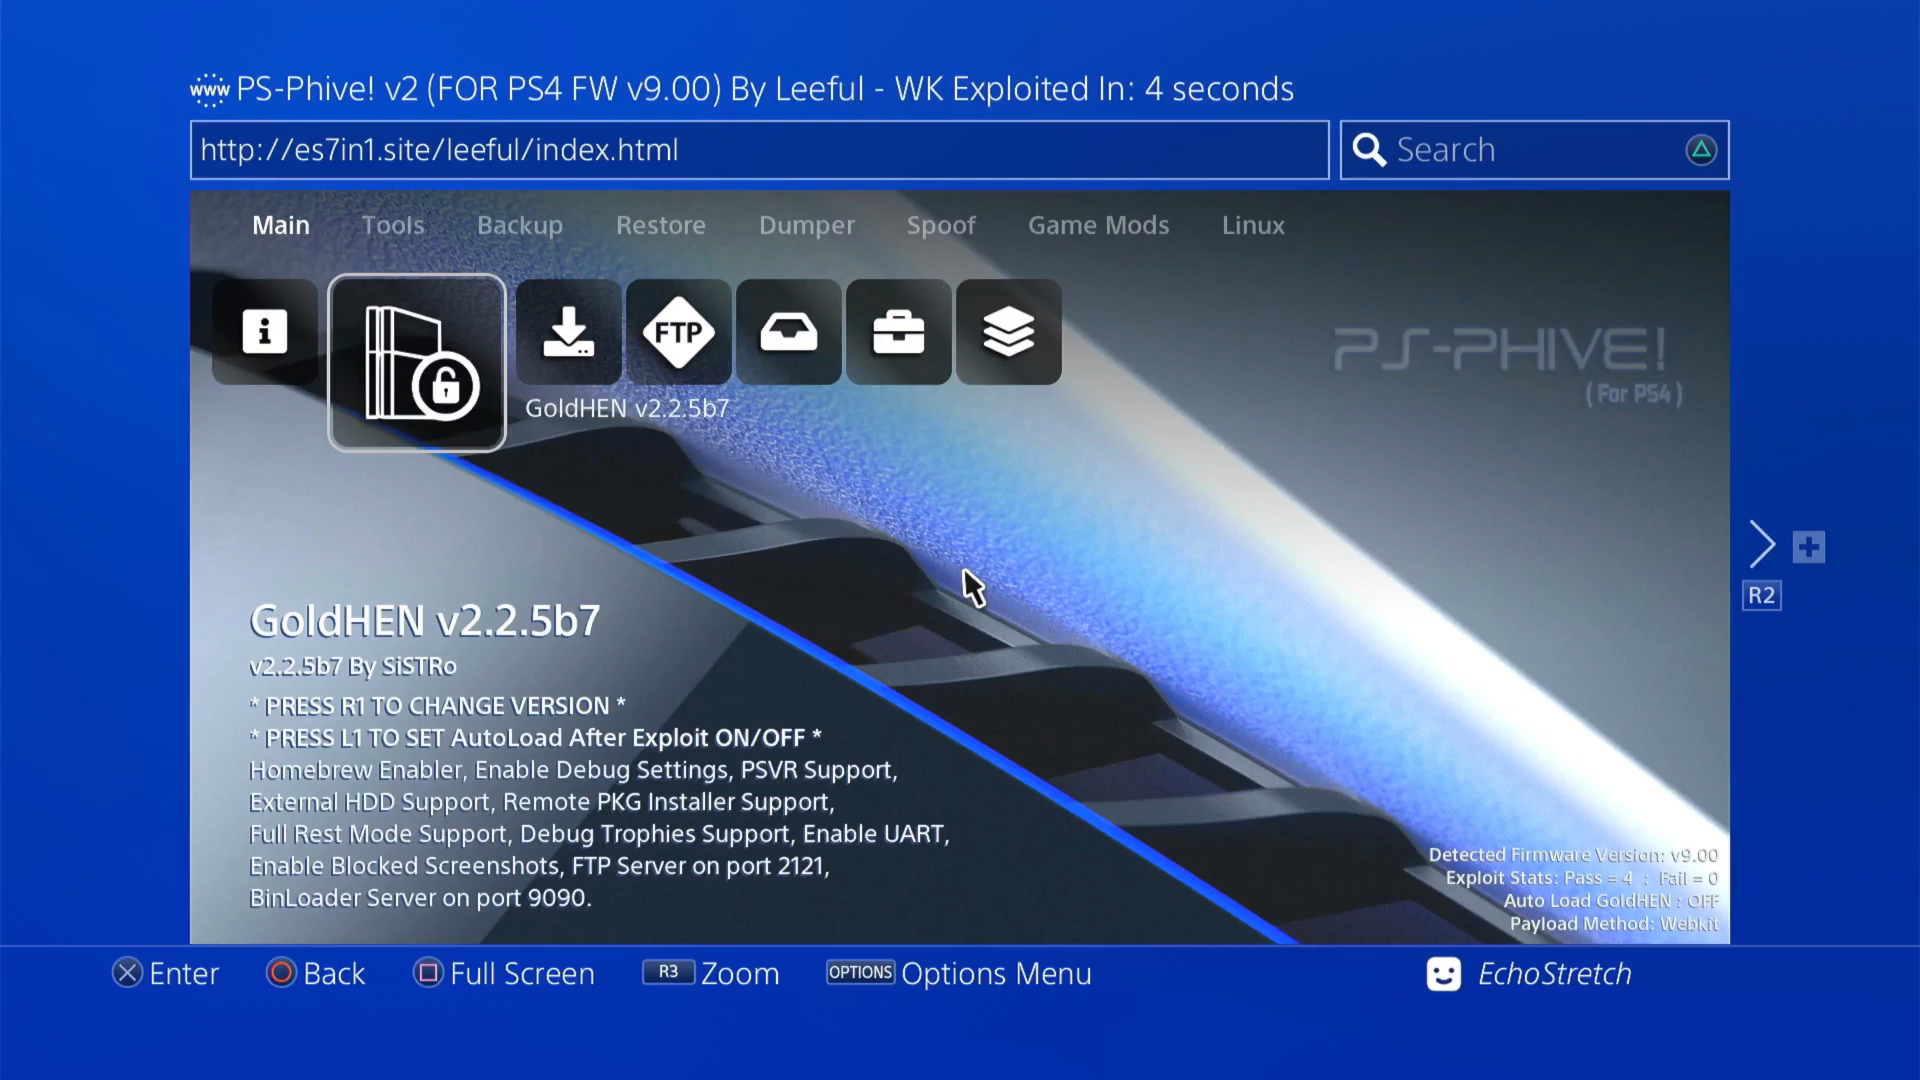 www PS-Phive! v2 (FOR PS4 FW v9.00) By Leeful - WK Exploited In: 4 seconds
http://es7in1.site/leeful/index.html
Search
Main Tools Backup Restore Dumper Spoof Game Mods Linux
FTP
PS-PHIVE!
(For PS4)
GoldHEN v2.2.5b7
R2
GoldHEN v2.2.5b7
v2.2.5b7 By SiSTRo
* PRESS R1 TO CHANGE VERSION *
* PRESS L1 TO SET AutoLoad After Exploit ON/OFF *
Homebrew Enabler, Enable Debug Settings, PSVR Support,
External HDD Support, Remote PKG Installer Support,
Full Rest Mode Support, Debug Trophies Support, Enable UART,
Enable Blocked Screenshots, FTP Server on port 2121,
BinLoader Server on port 9090.
Detected Firmware Version: v9.00
Exploit Stats: Pass = 4 : Fail = 0
Auto Load GoldHEN : OFF
Payload Method: Webkit
Enter Back Full Screen R3 Zoom OPTIONS Options Menu EchoStretch